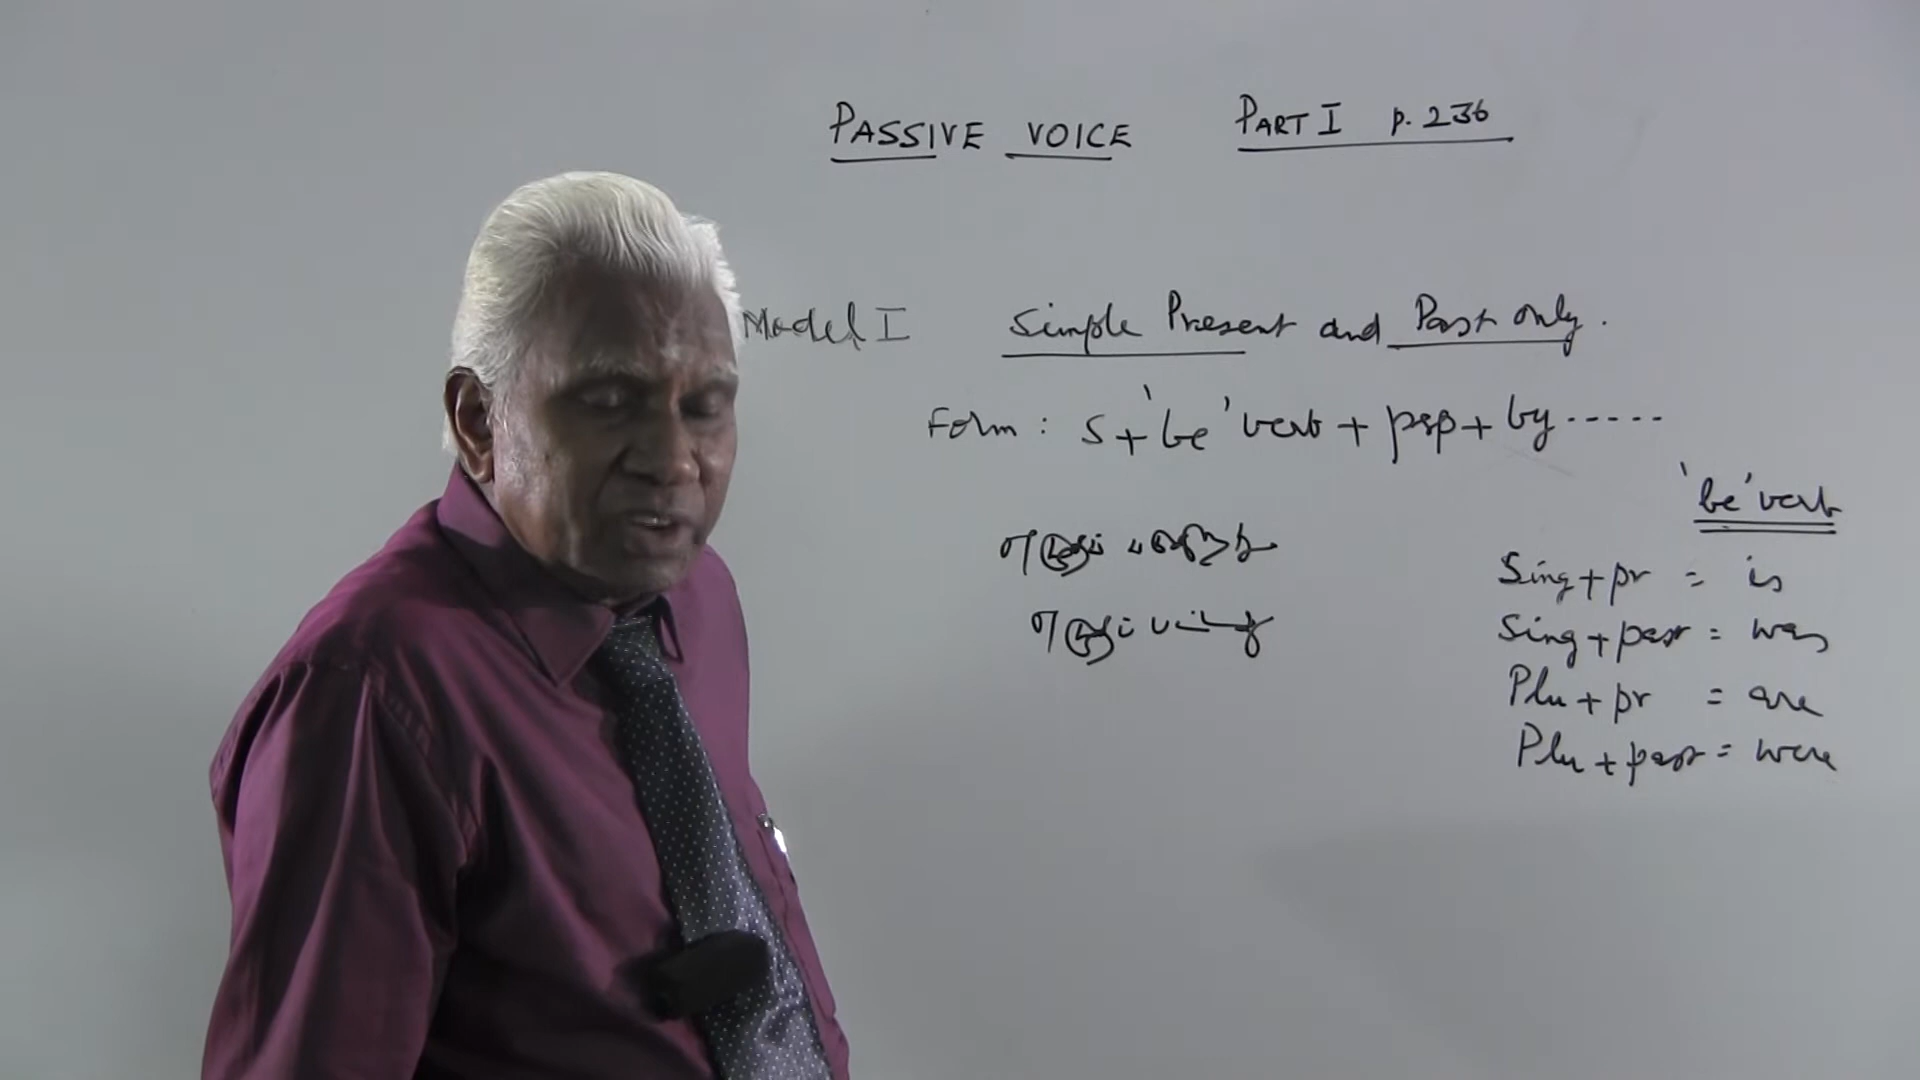 PASSIVE VOICE PART I p. 236
Model I Simple Present and Past only.
Form : S + 'be' verb + psp + by -----
'be' verb
Sing + pr = is
Sing + past = was
Plu + pr = are
Plu + past = were